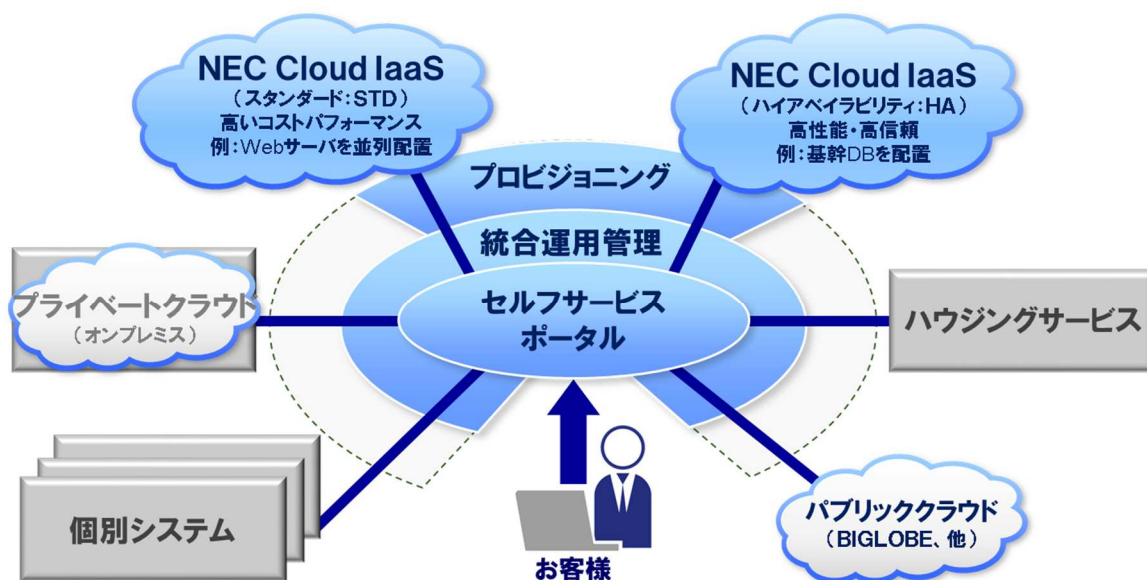 NEC Cloud IaaS
(スタンダード:STD)
高いコストパフォーマンス
例:Webサーバを並列配置
NEC Cloud IaaS
(ハイアベイラビリティ:HA)
高性能・高信頼
例:基幹DBを配置
プロビジョニング
統合運用管理
セルフサービス
ポータル
プライベートクラウド
(オンプレミス)
ハウジングサービス
個別システム
パブリッククラウド
(BIGLOBE、他)
お客様